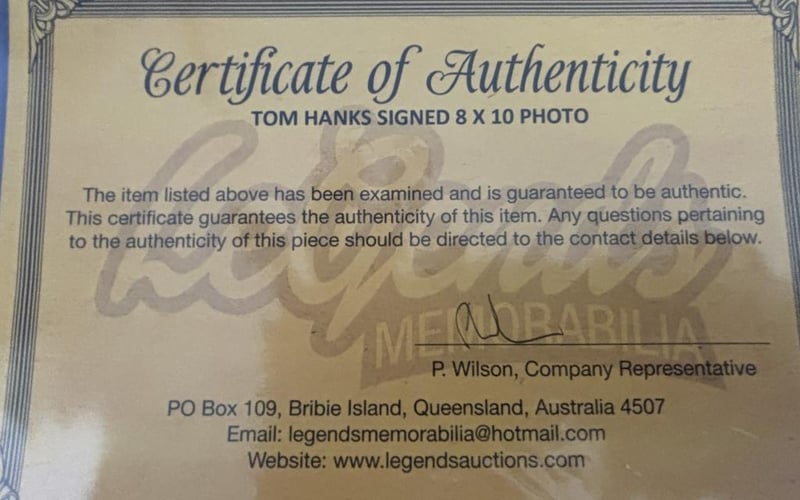 Certificate of Authenticity
TOM HANKS SIGNED 8 X 10 PHOTO
The item listed above has been examined and is guaranteed to be authentic.
This certificate guarantees the authenticity of this item. Any questions pertaining
to the authenticity of this piece should be directed to the contact details below.
Legends
MEMORABILIA
P. Wilson, Company Representative
PO Box 109, Bribie Island, Queensland, Australia 4507
Email: legendsmemorabilia@hotmail.com
Website: www.legendsauctions.com